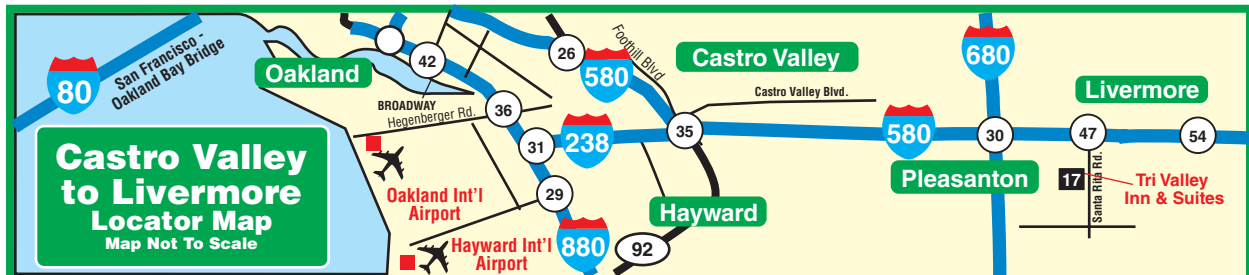 80
San Francisco -
Oakland Bay Bridge
Oakland
42
BROADWAY
Hegenberger Rd.
36
26
580
Foothill Blvd
Castro Valley
Castro Valley Blvd.
680
Livermore
31
238
35
580
30
47
54
Castro Valley
to Livermore
Locator Map
Map Not To Scale
Oakland Int'l
Airport
29
Hayward
Pleasanton
17
Santa Rita Rd.
Tri Valley
Inn & Suites
Hayward Int'l
Airport
880
92